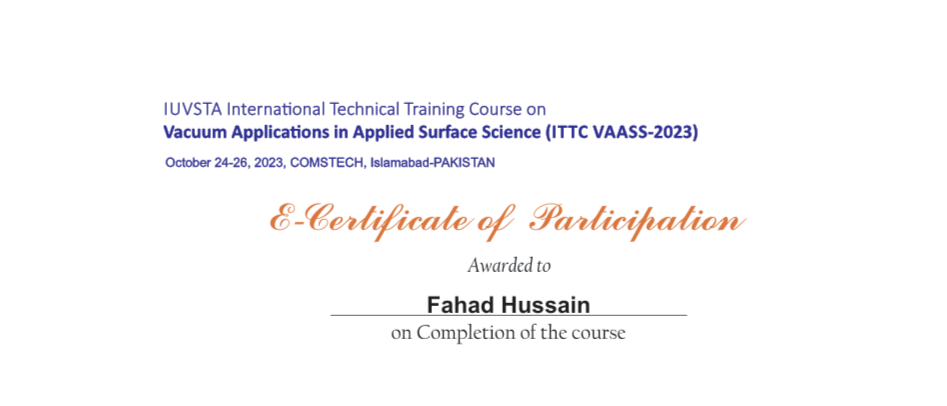 IUVSTA International Technical Training Course on
Vacuum Applications in Applied Surface Science (ITTC VAASS-2023)
October 24-26, 2023, COMSTECH, Islamabad-PAKISTAN
E-Certificate of Participation
Awarded to
Fahad Hussain
on Completion of the course